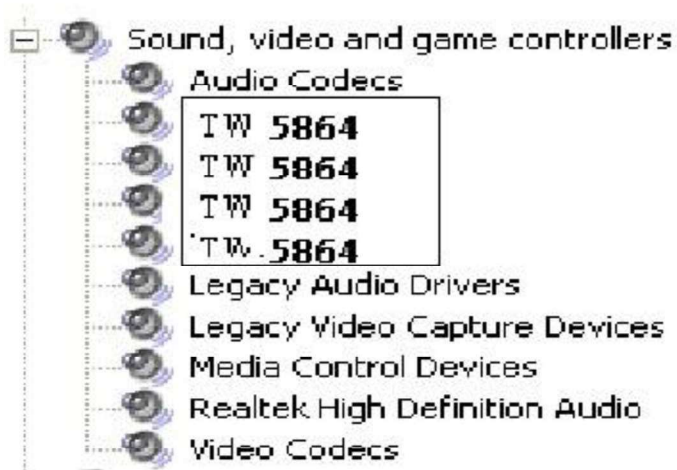 Sound, video and game controllers
Audio Codecs
TW 5864
TW 5864
TW 5864
TW 5864
Legacy Audio Drivers
Legacy Video Capture Devices
Media Control Devices
Realtek High Definition Audio
Video Codecs